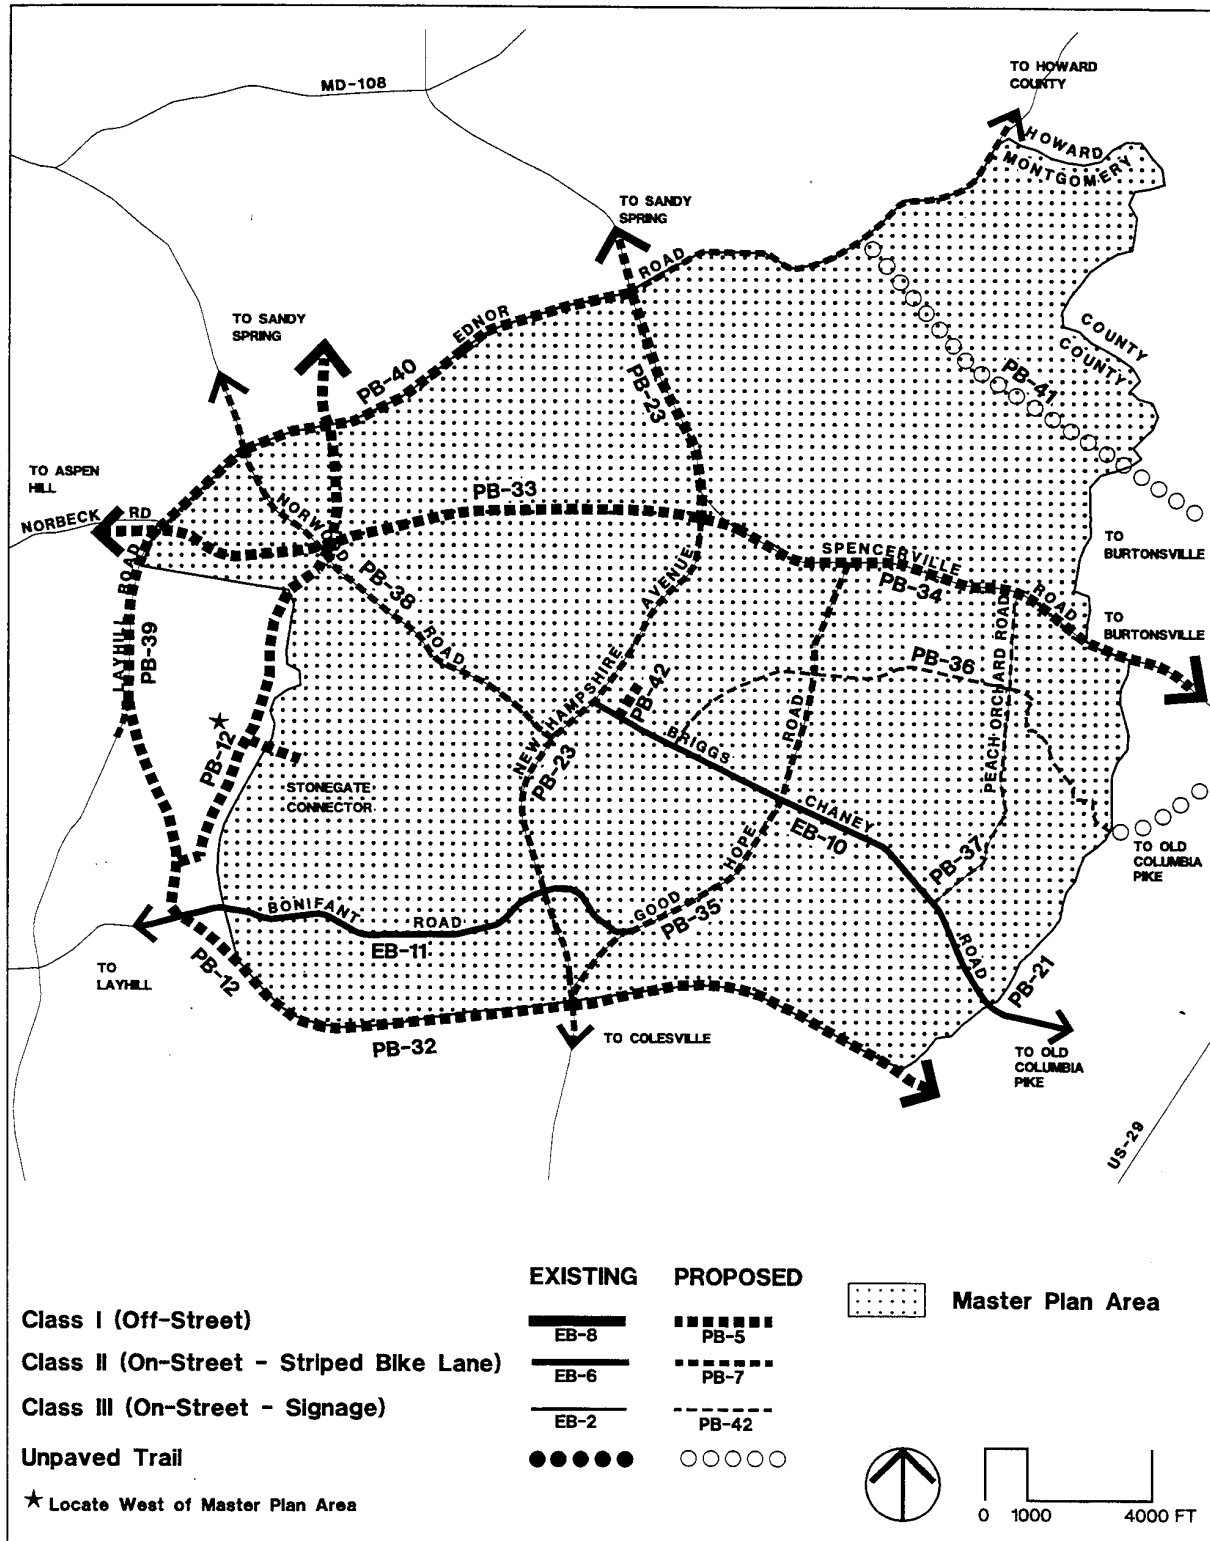 TO HOWARD
COUNTY
MD-108
HOWARD
MONTGOMERY
TO SANDY
SPRING
ROAD
EDNOR
TO SANDY
SPRING
COUNTY
COUNTY
PB-40
PB-23
PB-41
TO ASPEN
HILL
NORBECK RD
PB-33
NORWOOD
TO
BURTONSVILLE
SPENCERVILLE
ROAD
PB-34
PB-38
ROAD
AVENUE
LAYHILL ROAD
PB-39
TO
BURTONSVILLE
PB-36
PEACH ORCHARD ROAD
PB-42
NEW HAMPSHIRE
PB-23
ROAD
BRIGGS
CHANEY
EB-10
PB-12
STONEGATE
CONNECTOR
HOPE
PB-37
TO OLD
COLUMBIA
PIKE
BONIFANT
ROAD
EB-11
GOOD
PB-35
ROAD
TO
LAYHILL
PB-12
PB-21
PB-32
TO COLESVILLE
TO OLD
COLUMBIA
PIKE
US-29
EXISTING PROPOSED
Master Plan Area
Class I (Off-Street)
EB-8 PB-5
Class II (On-Street - Striped Bike Lane)
EB-6 PB-7
Class III (On-Street - Signage)
EB-2 PB-42
Unpaved Trail
★ Locate West of Master Plan Area
0 1000 4000 FT